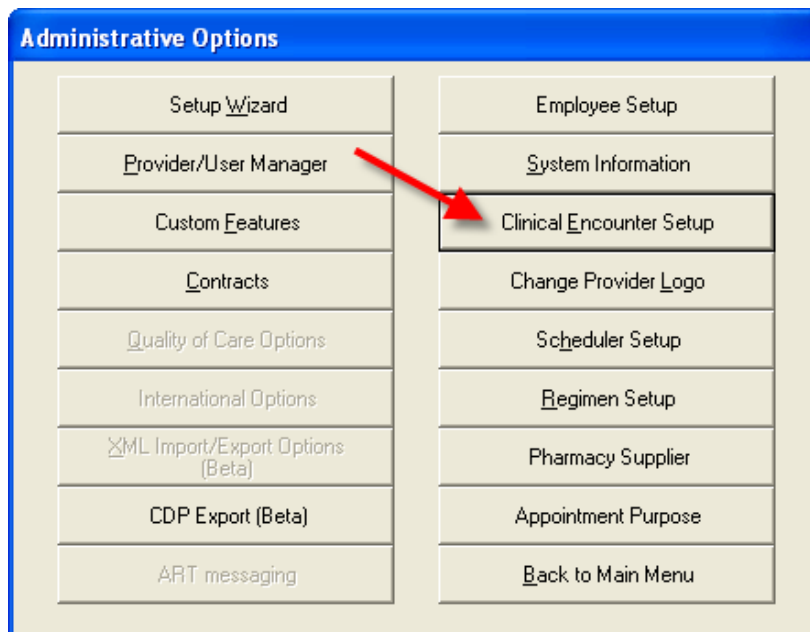 Administrative Options
Setup Wizard
Employee Setup
Provider/User Manager
System Information
Custom Features
Clinical Encounter Setup
Contracts
Change Provider Logo
Quality of Care Options
Scheduler Setup
International Options
Regimen Setup
XML Import/Export Options
(Beta)
Pharmacy Supplier
CDP Export (Beta)
Appointment Purpose
ART messaging
Back to Main Menu